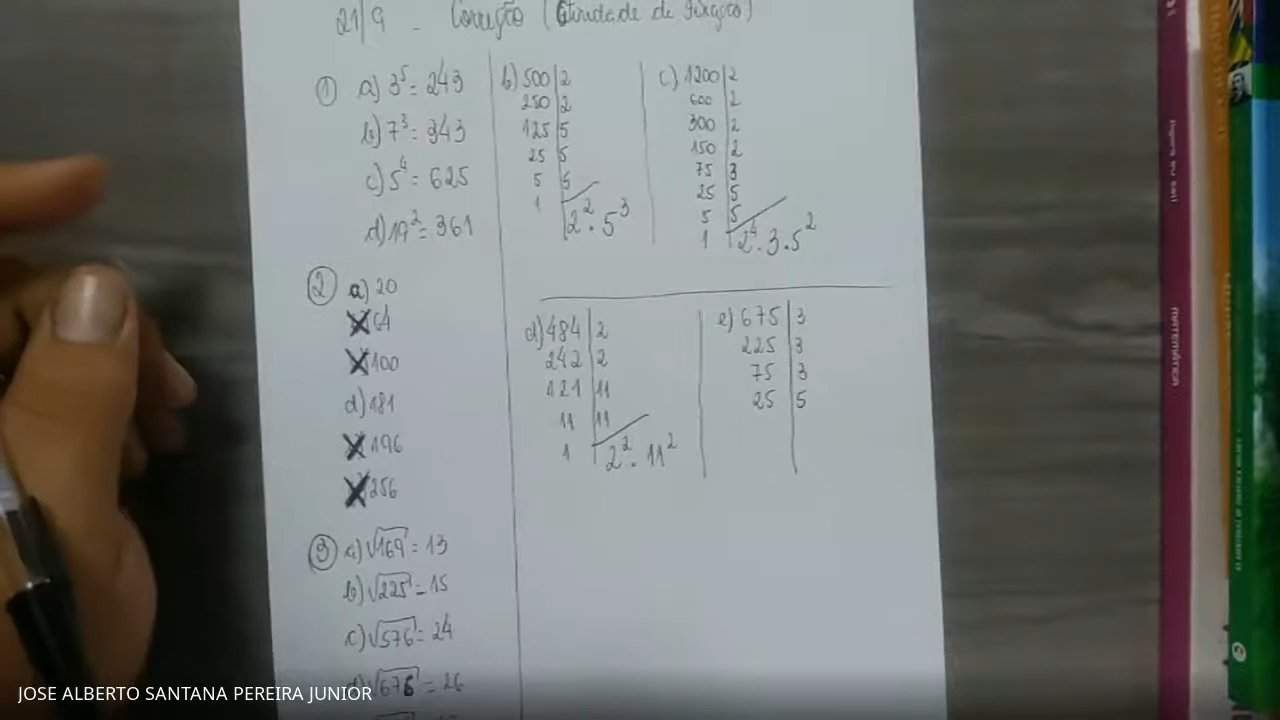 21/9 - Correção (Atividade de fixação)
① a) 3⁵ = 243
b) 7³ = 343
c) 5⁴ = 625
d) 19² = 361
② a) 20
X 64
X 100
d) 181
X 196
X 256
③ a) √169 = 13
b) √225 = 15
c) √576 = 24
d) √676 = 26
b) 500 | 2
250 | 2
125 | 5
25 | 5
5 | 5
1 | 2² . 5³
c) 1200 | 2
600 | 2
300 | 2
150 | 2
75 | 3
25 | 5
5 | 5
1 | 2⁴ . 3 . 5²
d) 484 | 2
242 | 2
121 | 11
11 | 11
1 | 2² . 11²
e) 675 | 3
225 | 3
75 | 3
25 | 5
MATEMÁTICA
JOSE ALBERTO SANTANA PEREIRA JUNIOR